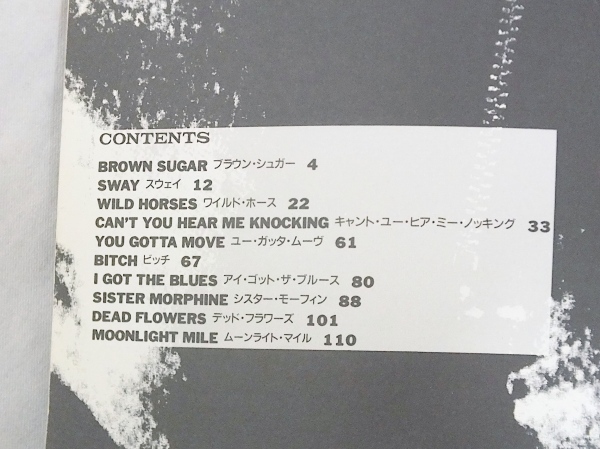 CONTENTS
BROWN SUGAR ブラウン・シュガー 4
SWAY スウェイ 12
WILD HORSES ワイルド・ホース 22
CAN'T YOU HEAR ME KNOCKING キャント・ユー・ヒア・ミー・ノッキング 33
YOU GOTTA MOVE ユー・ガッタ・ムーヴ 61
BITCH ビッチ 67
I GOT THE BLUES アイ・ゴット・ザ・ブルース 80
SISTER MORPHINE シスター・モーフィン 88
DEAD FLOWERS デッド・フラワーズ 101
MOONLIGHT MILE ムーンライト・マイル 110